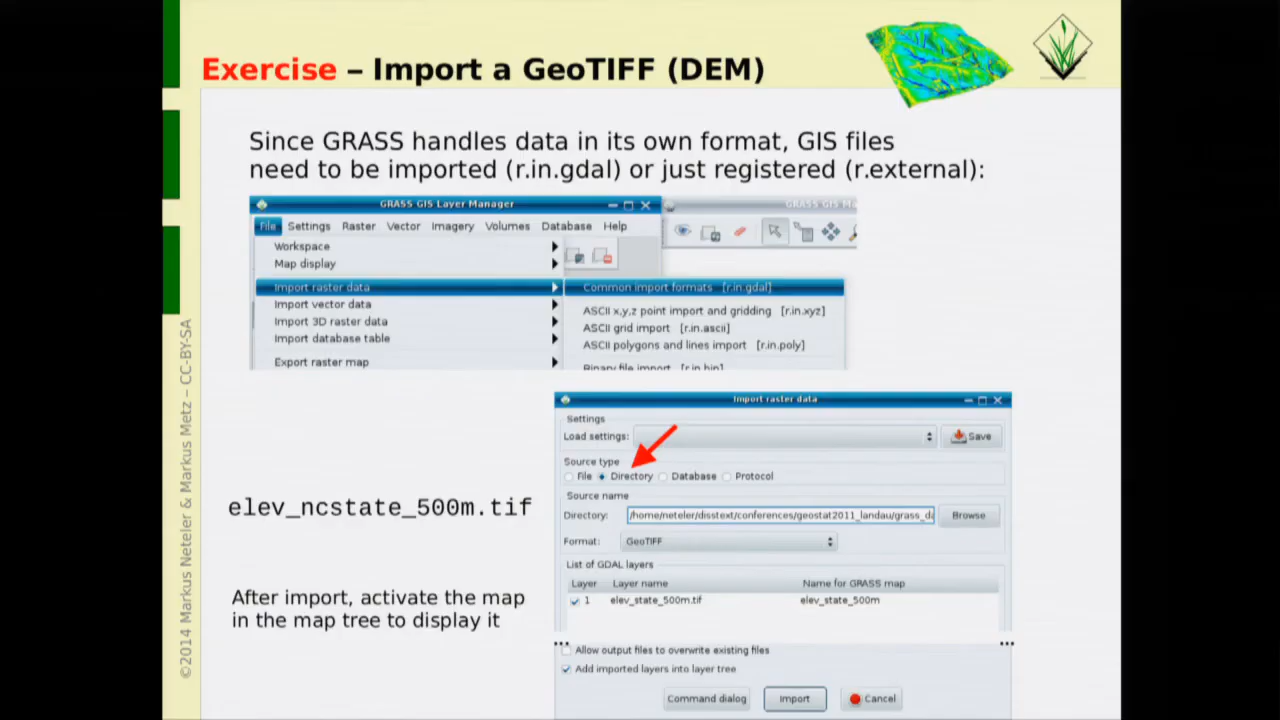 Exercise – Import a GeoTIFF (DEM)
Since GRASS handles data in its own format, GIS files
need to be imported (r.in.gdal) or just registered (r.external):
GRASS GIS Layer Manager
GRASS GIS M
File Settings Raster Vector Imagery Volumes Database Help
Workspace
Map display
Import raster data
Common import formats [r.in.gdal]
Import vector data
ASCII x,y,z point import and gridding [r.in.xyz]
Import 3D raster data
ASCII grid import [r.in.ascii]
Import database table
ASCII polygons and lines import [r.in.poly]
Export raster map
Binary file import [r.in.bin]
Import raster data
Settings
Load settings:
Save
Source type
File Directory Database Protocol
Source name
Directory: /home/neteler/disstext/conferences/geostat2011_landau/grass_da Browse
Format: GeoTIFF
List of GDAL layers
Layer Layer name Name for GRASS map
1 elev_state_500m.tif elev_state_500m
...
...
Allow output files to overwrite existing files
Add imported layers into layer tree
Command dialog Import Cancel
elev_ncstate_500m.tif
After import, activate the map
in the map tree to display it
©2014 Markus Neteler & Markus Metz – CC-BY-SA